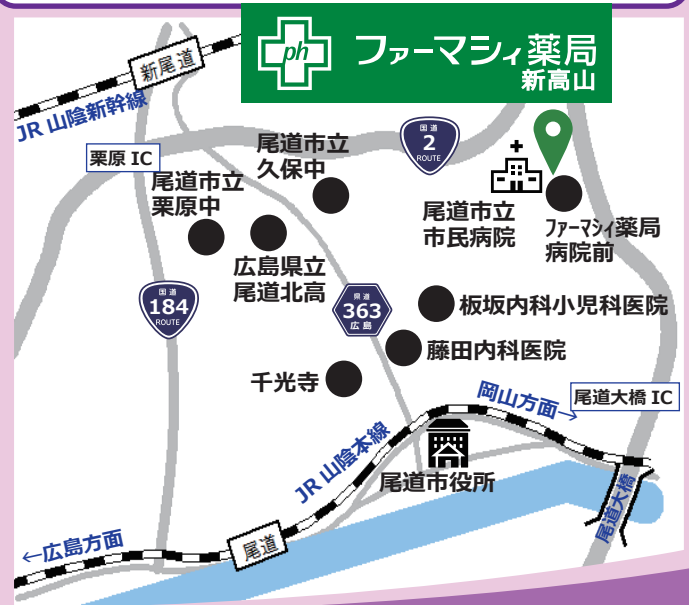 ph
ファーマシィ薬局
新高山
新尾道
JR 山陰新幹線
栗原 IC
尾道市立
久保中
国道
2
ROUTE
尾道市立
栗原中
尾道市立
市民病院
ファーマシィ薬局
病院前
広島県立
尾道北高
国道
184
ROUTE
県道
363
広島
板坂内科小児科医院
藤田内科医院
千光寺
岡山方面→
尾道大橋 IC
JR 山陰本線
尾道市役所
尾道大橋
←広島方面
尾道